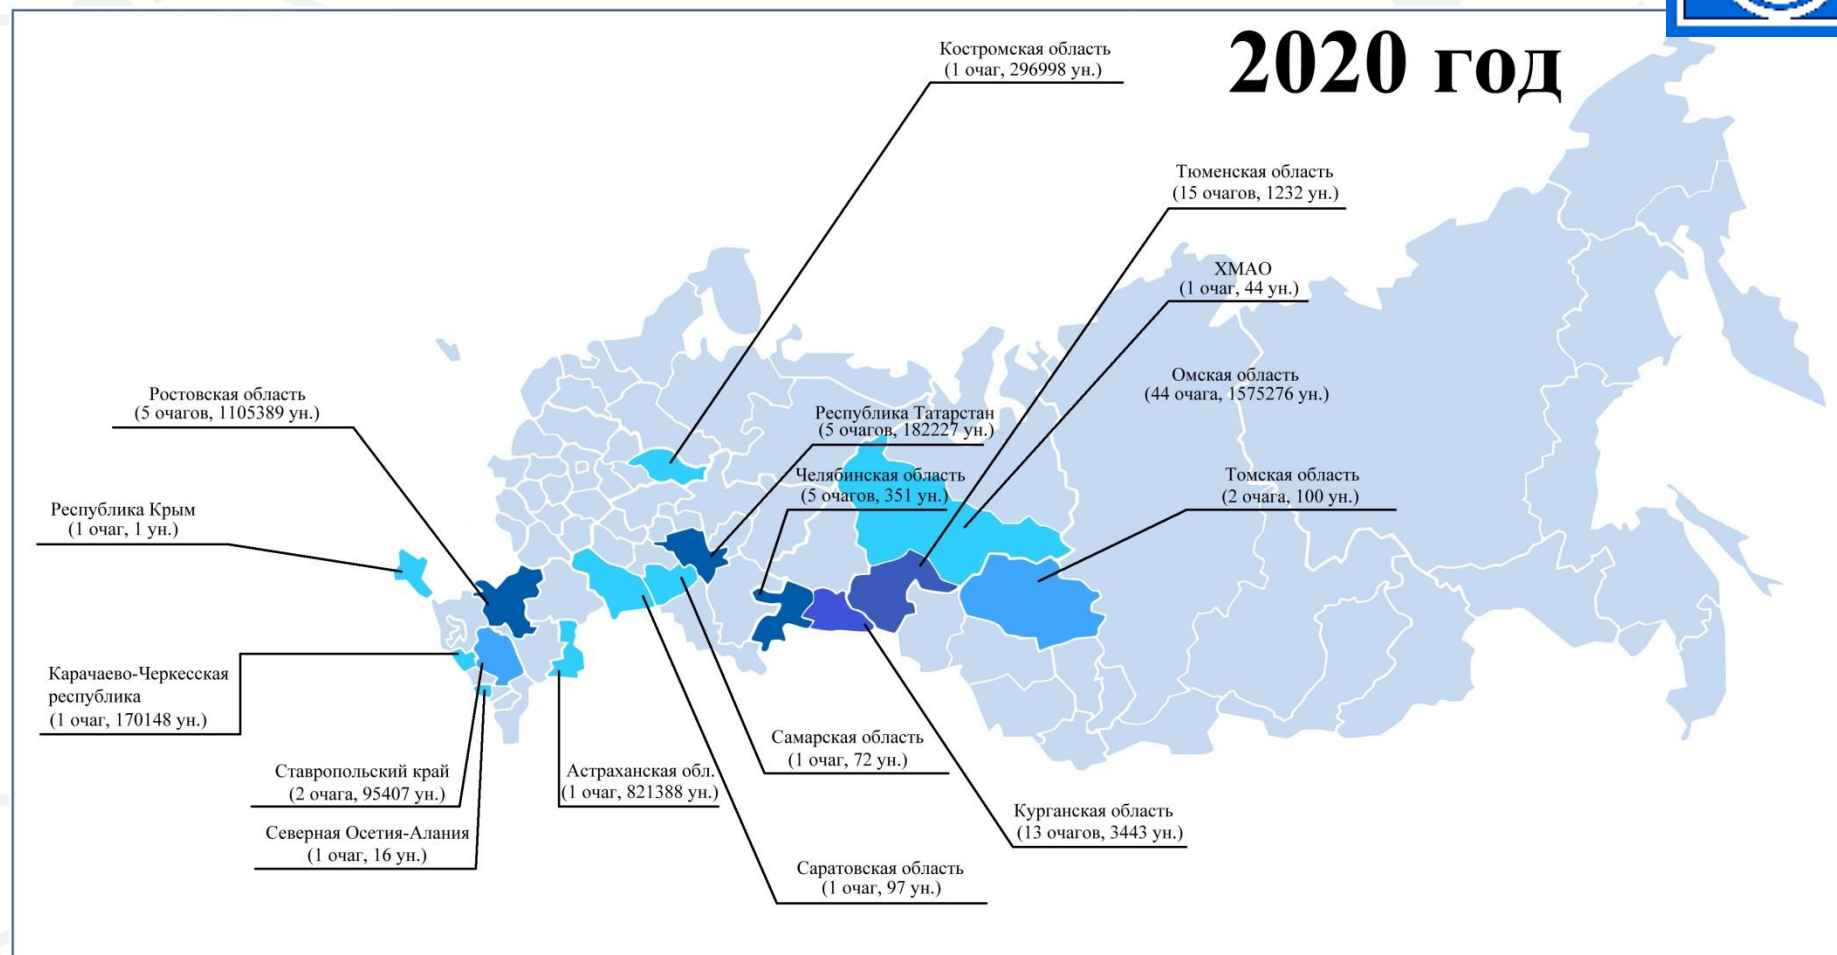 2020 год
Костромская область
(1 очаг, 296998 ун.)
Тюменская область
(15 очагов, 1232 ун.)
ХМАО
(1 очаг, 44 ун.)
Омская область
(44 очага, 1575276 ун.)
Ростовская область
(5 очагов, 1105389 ун.)
Республика Татарстан
(5 очагов, 182227 ун.)
Челябинская область
(5 очагов, 351 ун.)
Томская область
(2 очага, 100 ун.)
Республика Крым
(1 очаг, 1 ун.)
Карачаево-Черкесская
республика
(1 очаг, 170148 ун.)
Ставропольский край
(2 очага, 95407 ун.)
Северная Осетия-Алания
(1 очаг, 16 ун.)
Астраханская обл.
(1 очаг, 821388 ун.)
Самарская область
(1 очаг, 72 ун.)
Саратовская область
(1 очаг, 97 ун.)
Курганская область
(13 очагов, 3443 ун.)